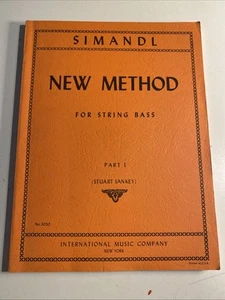 SIMANDL
NEW METHOD
FOR STRING BASS
PART I
(STUART SANKEY)
INTERNATIONAL MUSIC COMPANY
NEW YORK